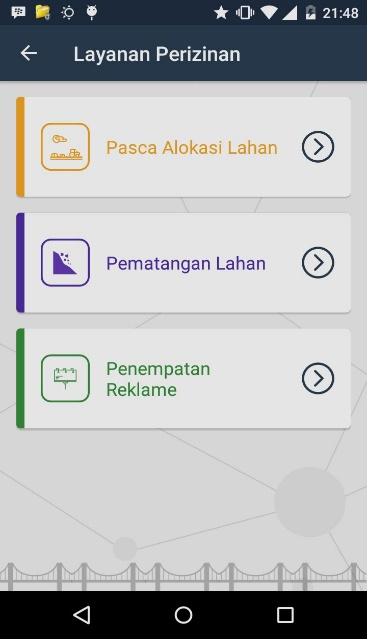 21:48
Layanan Perizinan
Pasca Alokasi Lahan
Pematangan Lahan
Penempatan
Reklame